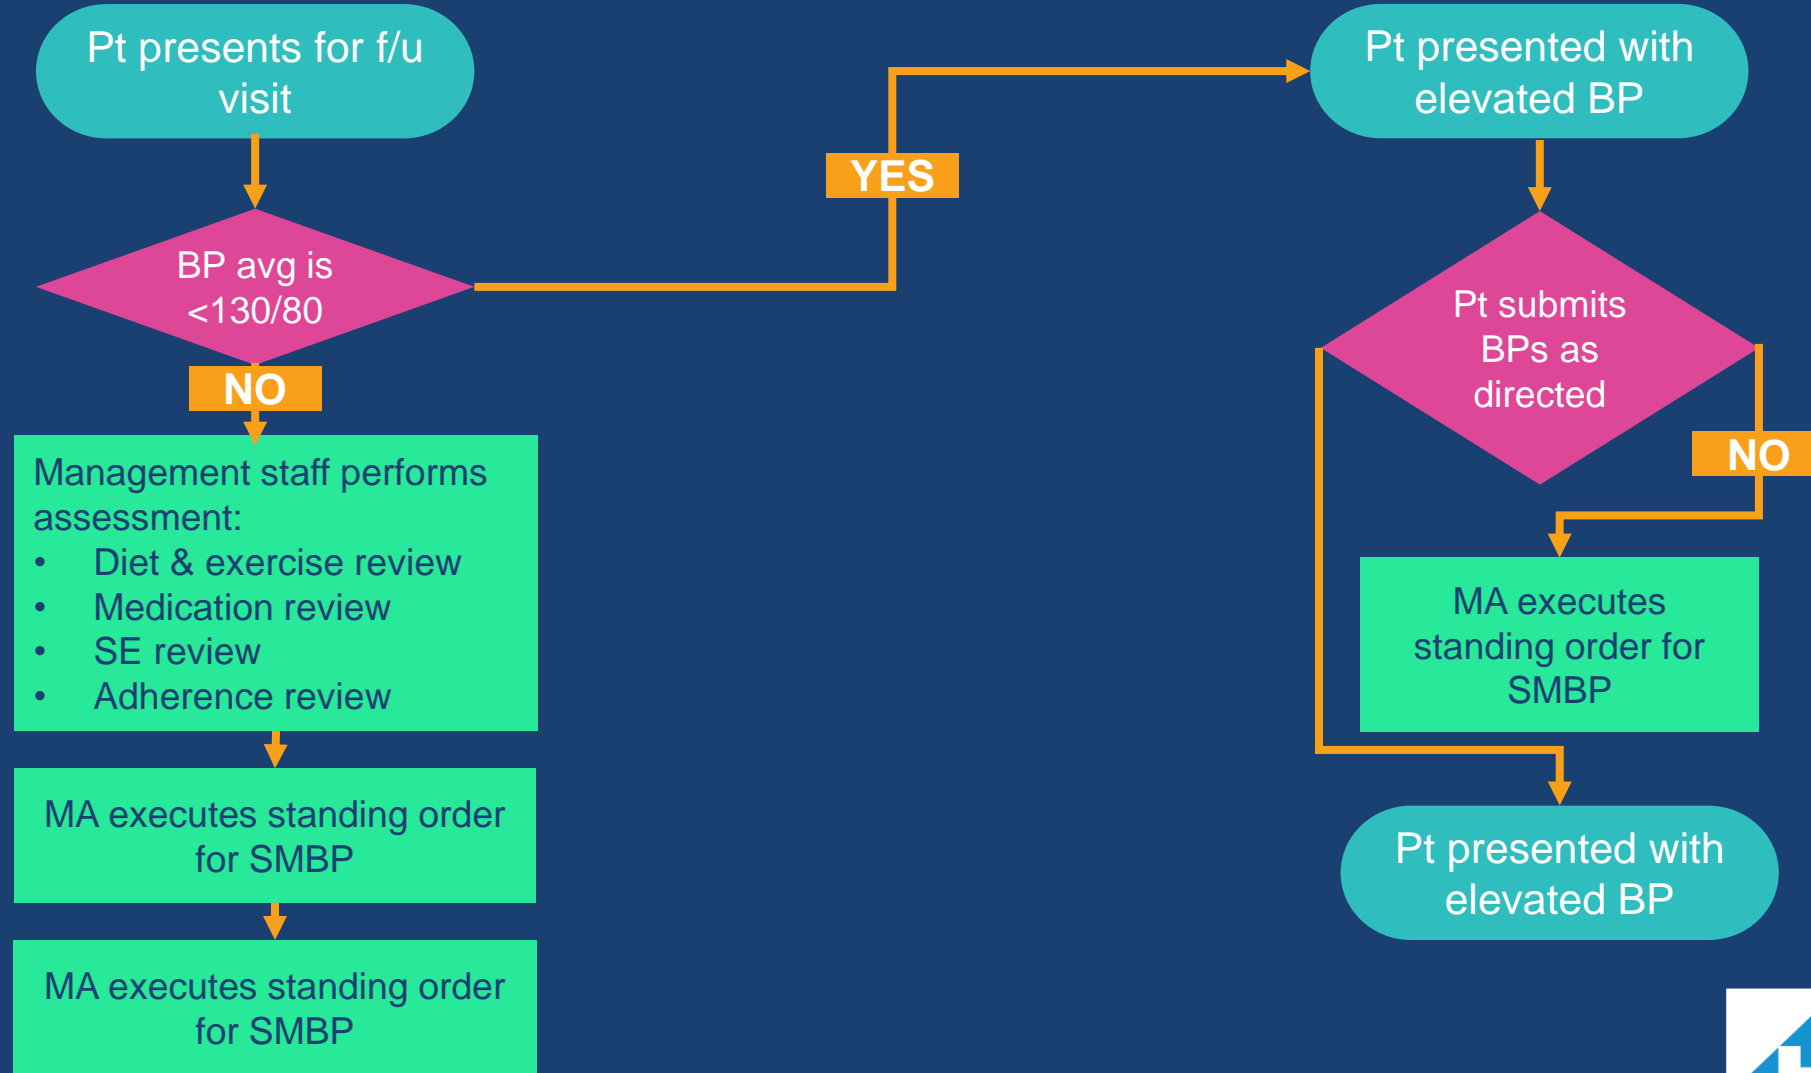 Pt presents for f/u
visit
BP avg is
<130/80
NO
Management staff performs
assessment:
• Diet & exercise review
• Medication review
• SE review
• Adherence review
MA executes standing order
for SMBP
MA executes standing order
for SMBP
YES
Pt presented with
elevated BP
Pt submits
BPs as
directed
NO
MA executes
standing order for
SMBP
Pt presented with
elevated BP